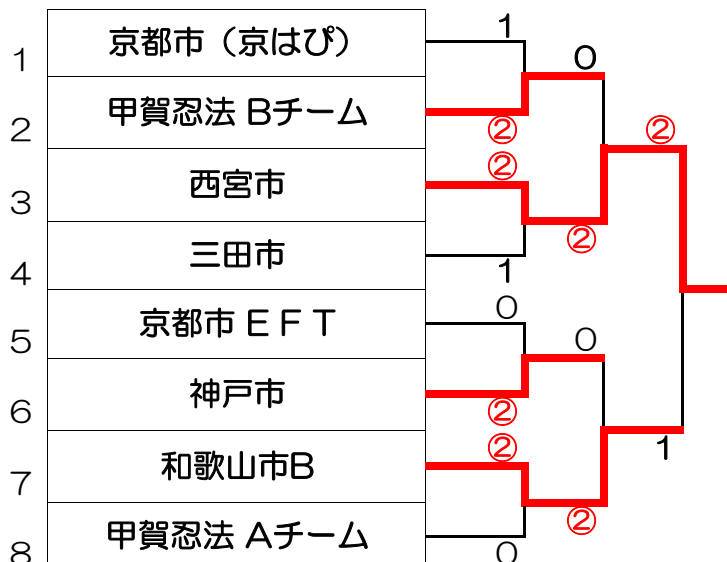 1 京都市（京はぴ） 1
0
2 甲賀忍法 Bチーム ②
②
3 西宮市 ②
②
4 三田市 1
5 京都市 ＥＦＴ 0
0
6 神戸市 ②
1
7 和歌山市B ②
②
8 甲賀忍法 Aチーム 0